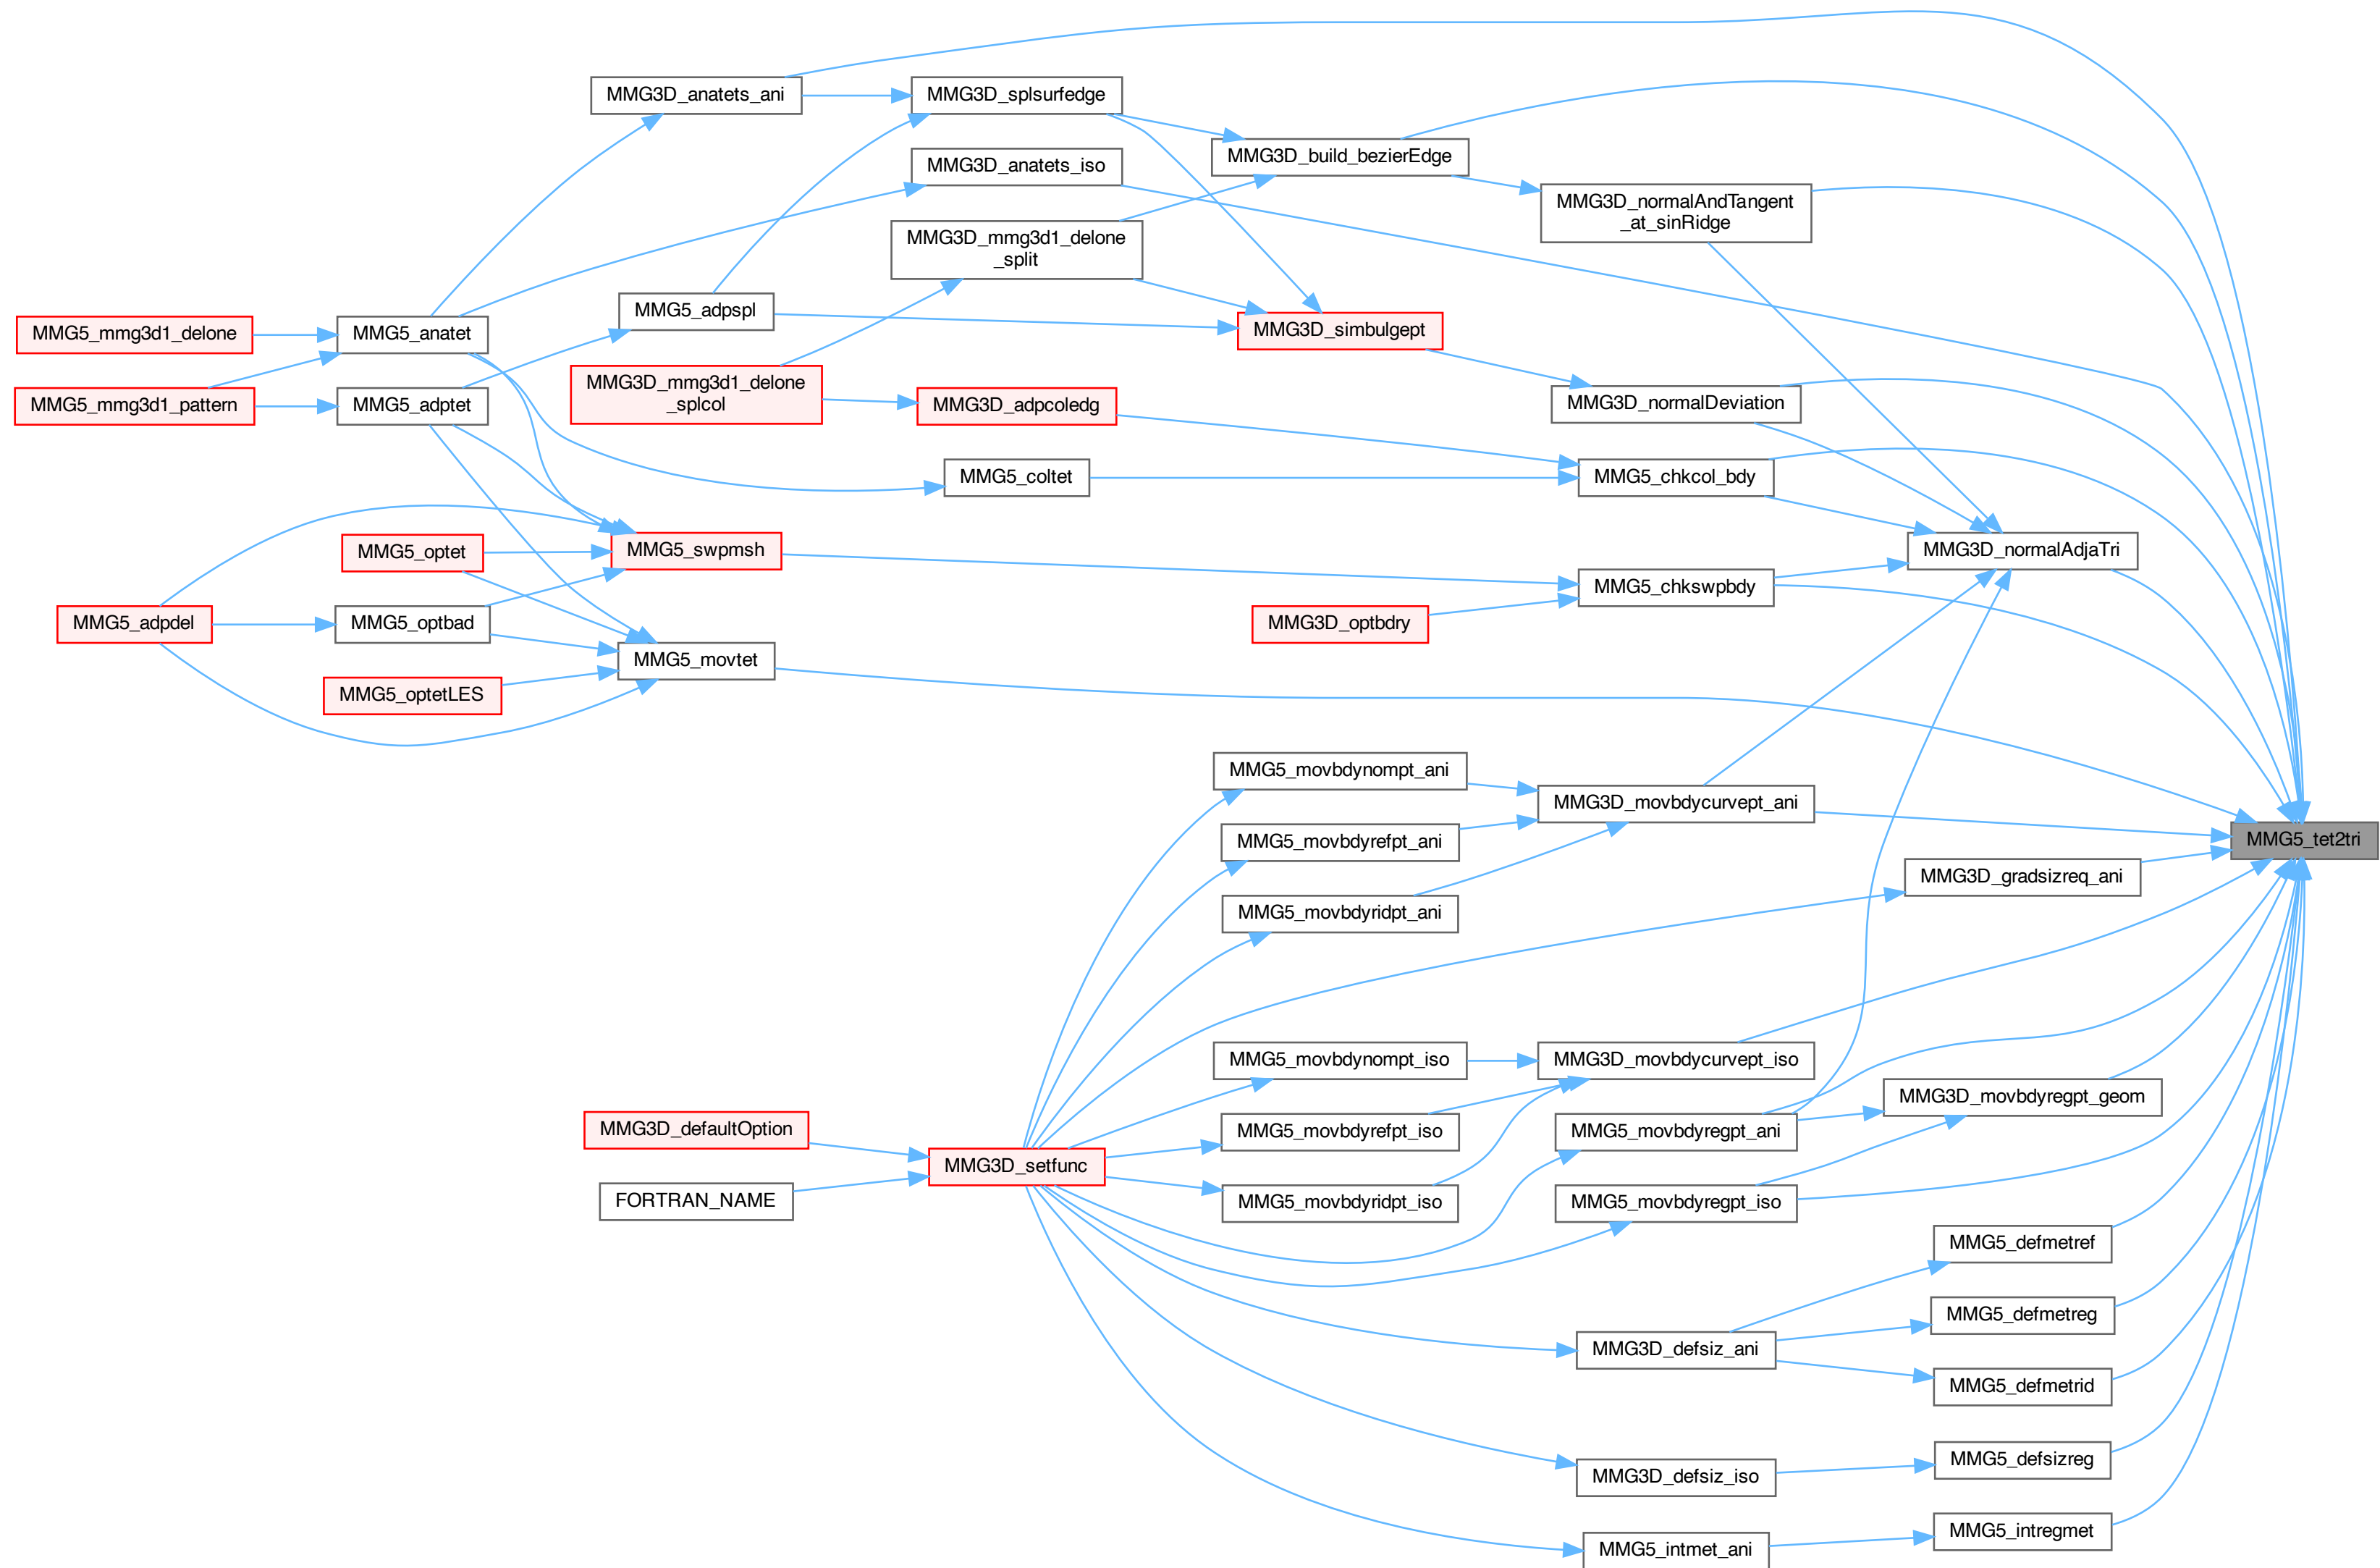 MMG3D_anatets_ani
MMG3D_splsurfedge
MMG3D_build_bezierEdge
MMG3D_anatets_iso
MMG3D_normalAndTangent
_at_sinRidge
MMG3D_mmg3d1_delone
_split
MMG5_adpspl
MMG5_mmg3d1_delone
MMG5_anatet
MMG3D_simbulgept
MMG3D_mmg3d1_delone
_splcol
MMG5_mmg3d1_pattern
MMG5_adptet
MMG3D_adpcoledg
MMG3D_normalDeviation
MMG5_coltet
MMG5_chkcol_bdy
MMG5_optet
MMG5_swpmsh
MMG3D_normalAdjaTri
MMG5_chkswpbdy
MMG5_adpdel
MMG5_optbad
MMG3D_optbdry
MMG5_movtet
MMG5_optetLES
MMG5_movbdynompt_ani
MMG3D_movbdycurvept_ani
MMG5_movbdyrefpt_ani
MMG5_tet2tri
MMG3D_gradsizreq_ani
MMG5_movbdyridpt_ani
MMG5_movbdynompt_iso
MMG3D_movbdycurvept_iso
MMG3D_movbdyregpt_geom
MMG3D_defaultOption
MMG5_movbdyrefpt_iso
MMG5_movbdyregpt_ani
MMG3D_setfunc
FORTRAN_NAME
MMG5_movbdyridpt_iso
MMG5_movbdyregpt_iso
MMG5_defmetref
MMG5_defmetreg
MMG3D_defsiz_ani
MMG5_defmetrid
MMG5_defsizreg
MMG3D_defsiz_iso
MMG5_intregmet
MMG5_intmet_ani